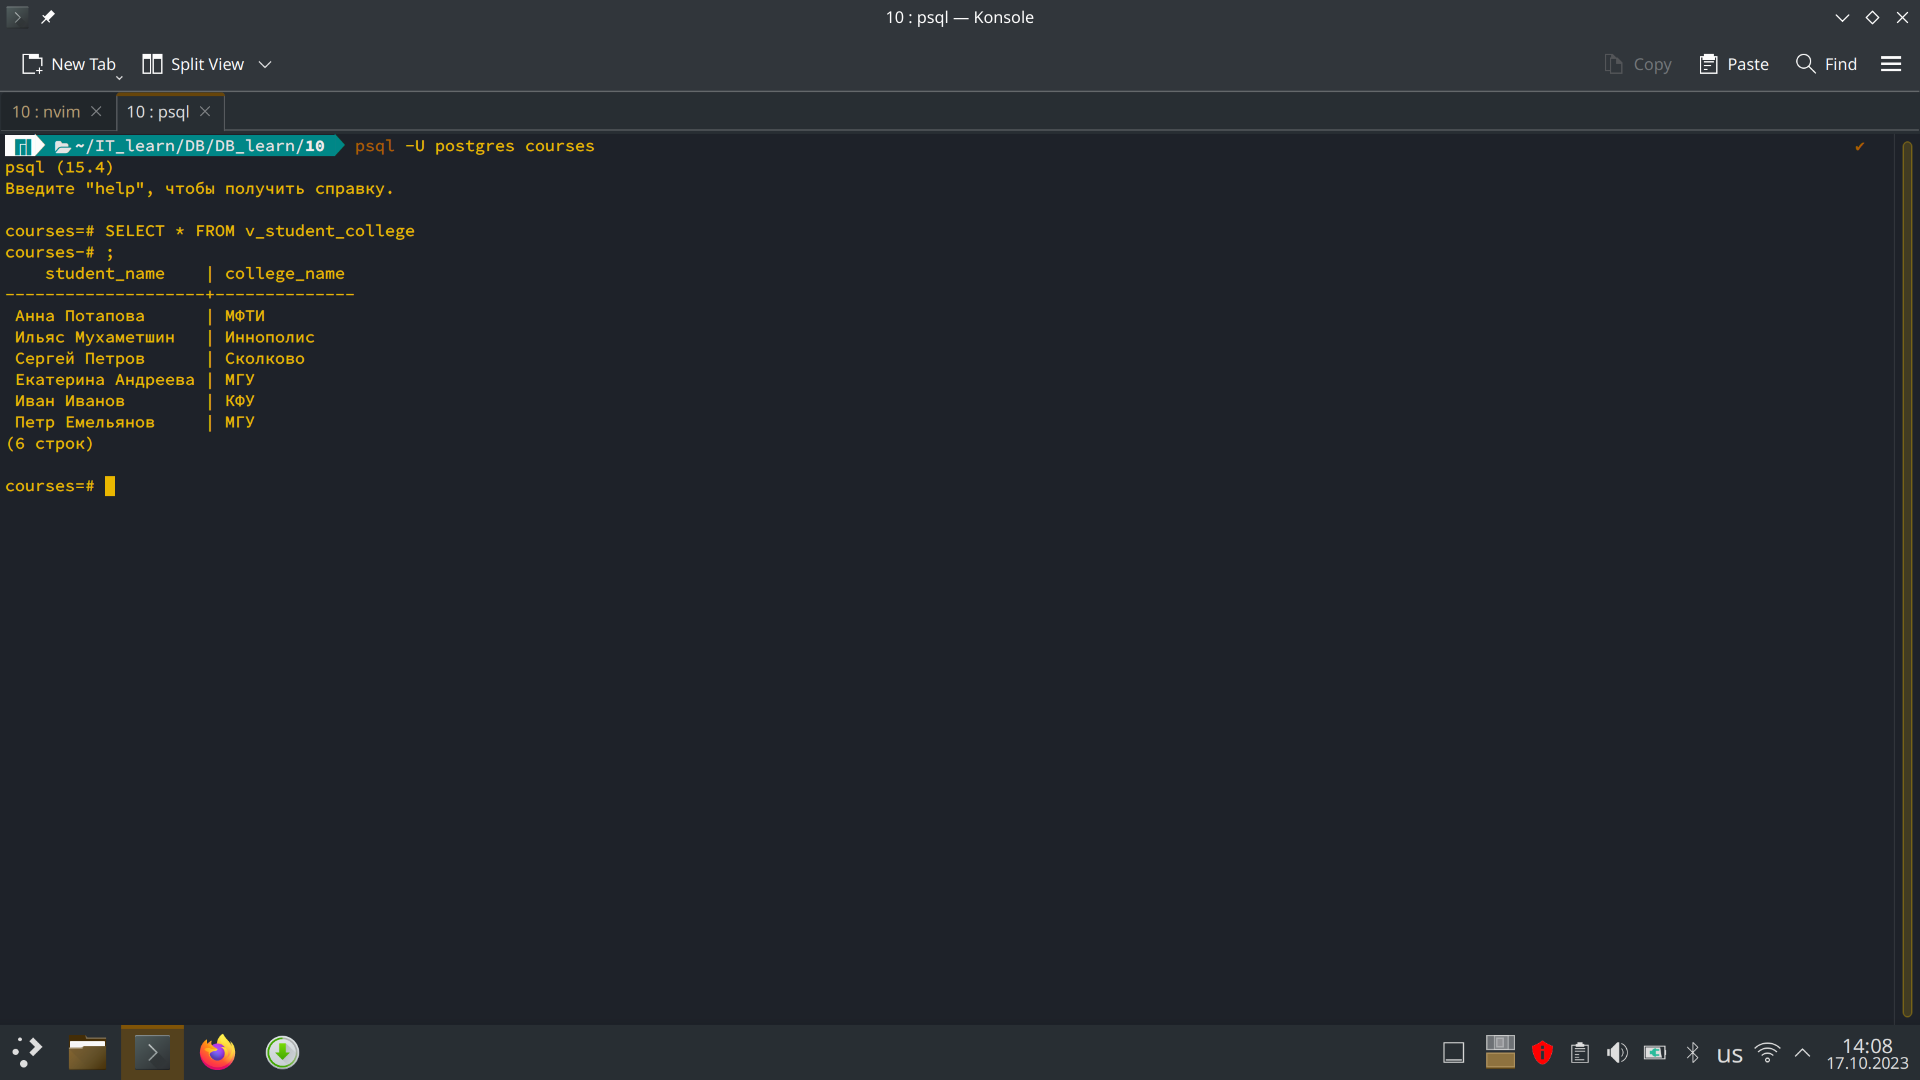 10 : psql — Konsole
New Tab Split View Copy Paste Find
10 : nvim 10 : psql
~/IT_learn/DB/DB_learn/10 psql -U postgres courses
psql (15.4)
Введите "help", чтобы получить справку.
courses=# SELECT * FROM v_student_college
courses-# ;
student_name | college_name
--------------------+--------------
Анна Потапова | МФТИ
Ильяс Мухаметшин | Иннополис
Сергей Петров | Сколково
Екатерина Андреева | МГУ
Иван Иванов | КФУ
Петр Емельянов | МГУ
(6 строк)
courses=#
us 14:08
17.10.2023